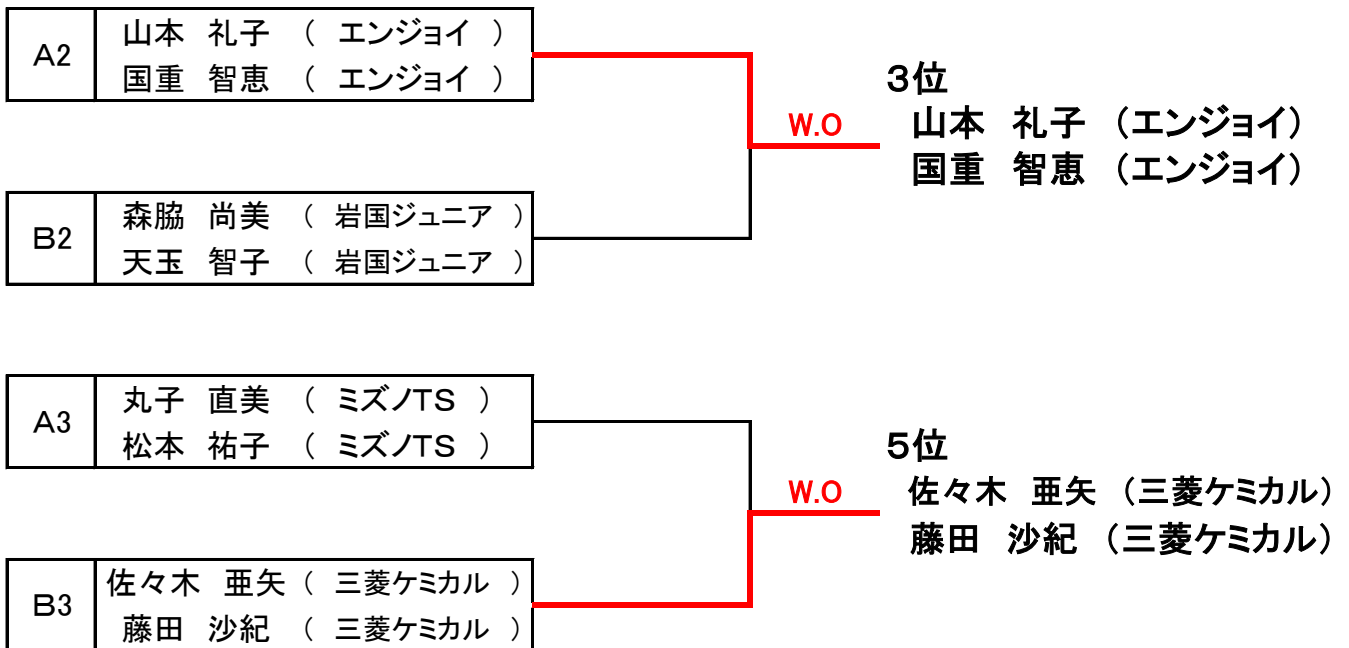 A2
山本 礼子 ( エンジョイ )
国重 智恵 ( エンジョイ )
W.O
3位
山本 礼子 (エンジョイ)
国重 智恵 (エンジョイ)
B2
森脇 尚美 ( 岩国ジュニア )
天玉 智子 ( 岩国ジュニア )
A3
丸子 直美 ( ミズノTS )
松本 祐子 ( ミズノTS )
W.O
5位
佐々木 亜矢 (三菱ケミカル)
藤田 沙紀 (三菱ケミカル)
B3
佐々木 亜矢 ( 三菱ケミカル )
藤田 沙紀 ( 三菱ケミカル )